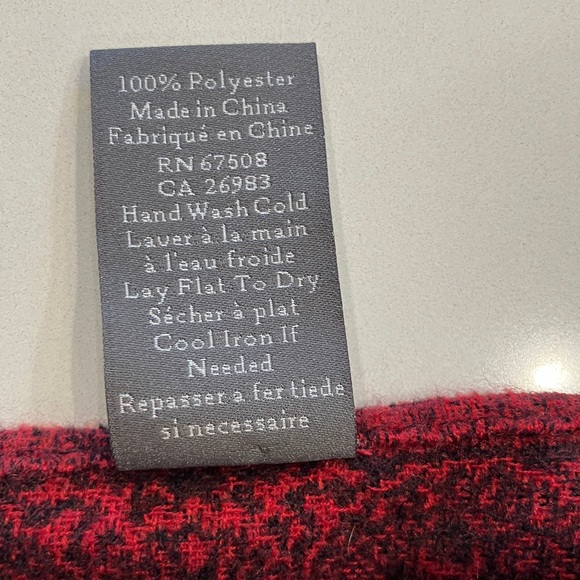 100% Polyester
Made in China
Fabriqué en Chine
RN 67508
CA 26983
Hand Wash Cold
Laver à la main
à l'eau froide
Lay Flat To Dry
Sécher à plat
Cool Iron If
Needed
Repasser a fer tiede
si necessaire